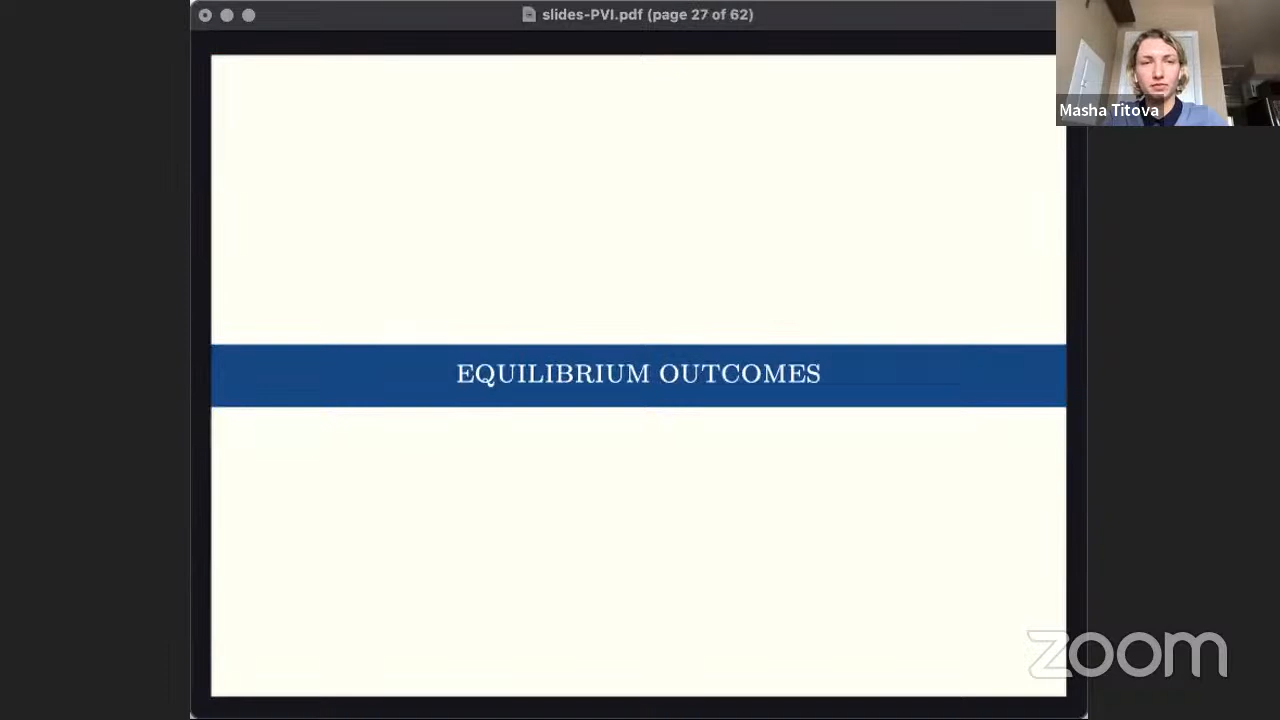 slides-PVI.pdf (page 27 of 62)
Masha Titova
EQUILIBRIUM OUTCOMES
zoom